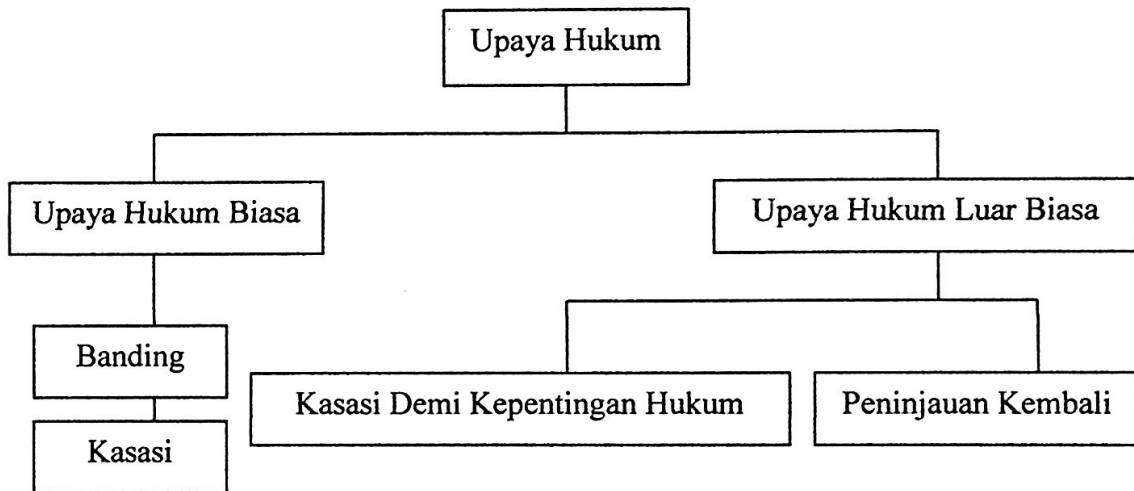 Upaya Hukum
Upaya Hukum Biasa
Upaya Hukum Luar Biasa
Banding
Kasasi Demi Kepentingan Hukum
Peninjauan Kembali
Kasasi